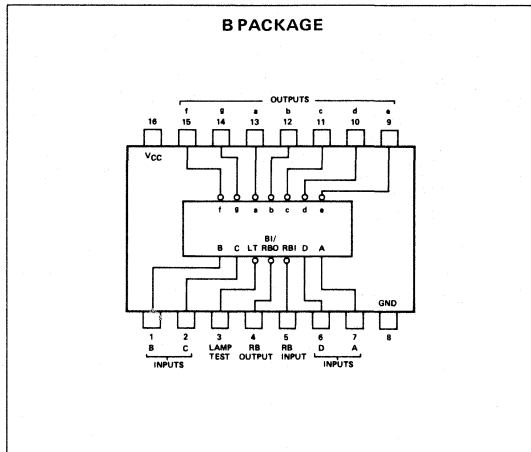 B PACKAGE
OUTPUTS
f g a b c d e
16 15 14 13 12 11 10 9
VCC
f g a b c d e
BI/
B C LT RBO RBI D A
GND
1 2 3 4 5 6 7 8
B C LAMP RB RB D A
TEST OUTPUT INPUT
INPUTS INPUTS